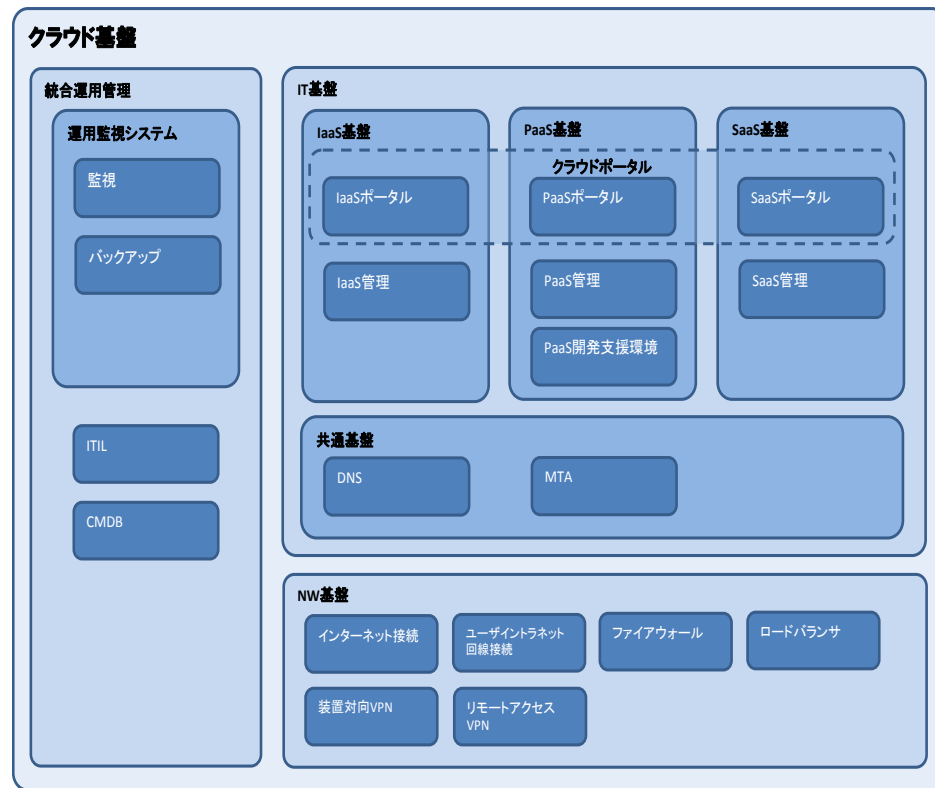 クラウド基盤
統合運用管理
運用監視システム
監視
バックアップ
ITIL
CMDB
IT基盤
IaaS基盤
PaaS基盤
SaaS基盤
クラウドポータル
IaaSポータル
PaaSポータル
SaaSポータル
IaaS管理
PaaS管理
SaaS管理
PaaS開発支援環境
共通基盤
DNS
MTA
NW基盤
インターネット接続
ユーザイントラネット
回線接続
ファイアウォール
ロードバランサ
装置対向VPN
リモートアクセス
VPN